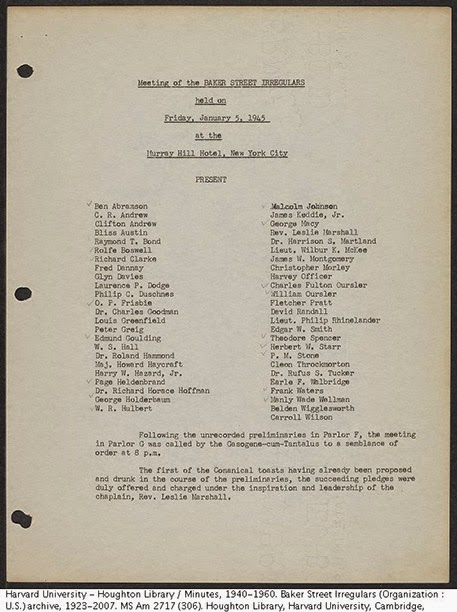 Meeting of the BAKER STREET IRREGULARS
held on
Friday, January 5, 1945
at the
Murray Hill Hotel, New York City
PRESENT
Ben Abramson
C. R. Andrew
Clifton Andrew
Bliss Austin
Raymond T. Bond
Rolfe Boswell
Richard Clarke
Fred Dannay
Glyn Davies
Laurence P. Dodge
Philip C. Duschnes
O. P. Frisbie
Dr. Charles Goodman
Louis Greenfield
Peter Greig
Edmund Goulding
W. S. Hall
Dr. Roland Hammond
Maj. Howard Haycraft
Harry W. Hazard, Jr.
Page Heldenbrand
Dr. Richard Horace Hoffman
George Holderbaum
W. R. Hulbert
Malcolm Johnson
James Keddie, Jr.
George Macy
Rev. Leslie Marshall
Dr. Harrison S. Martland
Lieut. Wilbur K. McKee
James W. Montgomery
Christopher Morley
Harvey Officer
Charles Fulton Oursler
William Oursler
Fletcher Pratt
David Randall
Lieut. Philip Rhinelander
Edgar W. Smith
Theodore Spencer
Herbert W. Starr
P. M. Stone
Cleon Throckmorton
Dr. Rufus S. Tucker
Earle F. Walbridge
Frank Waters
Manly Wade Wellman
Belden Wigglesworth
Carroll Wilson
Following the unrecorded preliminaries in Parlor F, the meeting
in Parlor G was called by the Gasogene-cum-Tantalus to a semblance of
order at 8 p.m.
The first of the Conanical toasts having already been proposed
and drunk in the course of the preliminaries, the succeeding pledges were
duly offered and charged under the inspiration and leadership of the
chaplain, Rev. Leslie Marshall.
Harvard University - Houghton Library / Minutes, 1940-1960. Baker Street Irregulars (Organization :
U.S.) archive, 1923-2007. MS Am 2717 (306). Houghton Library, Harvard University, Cambridge,